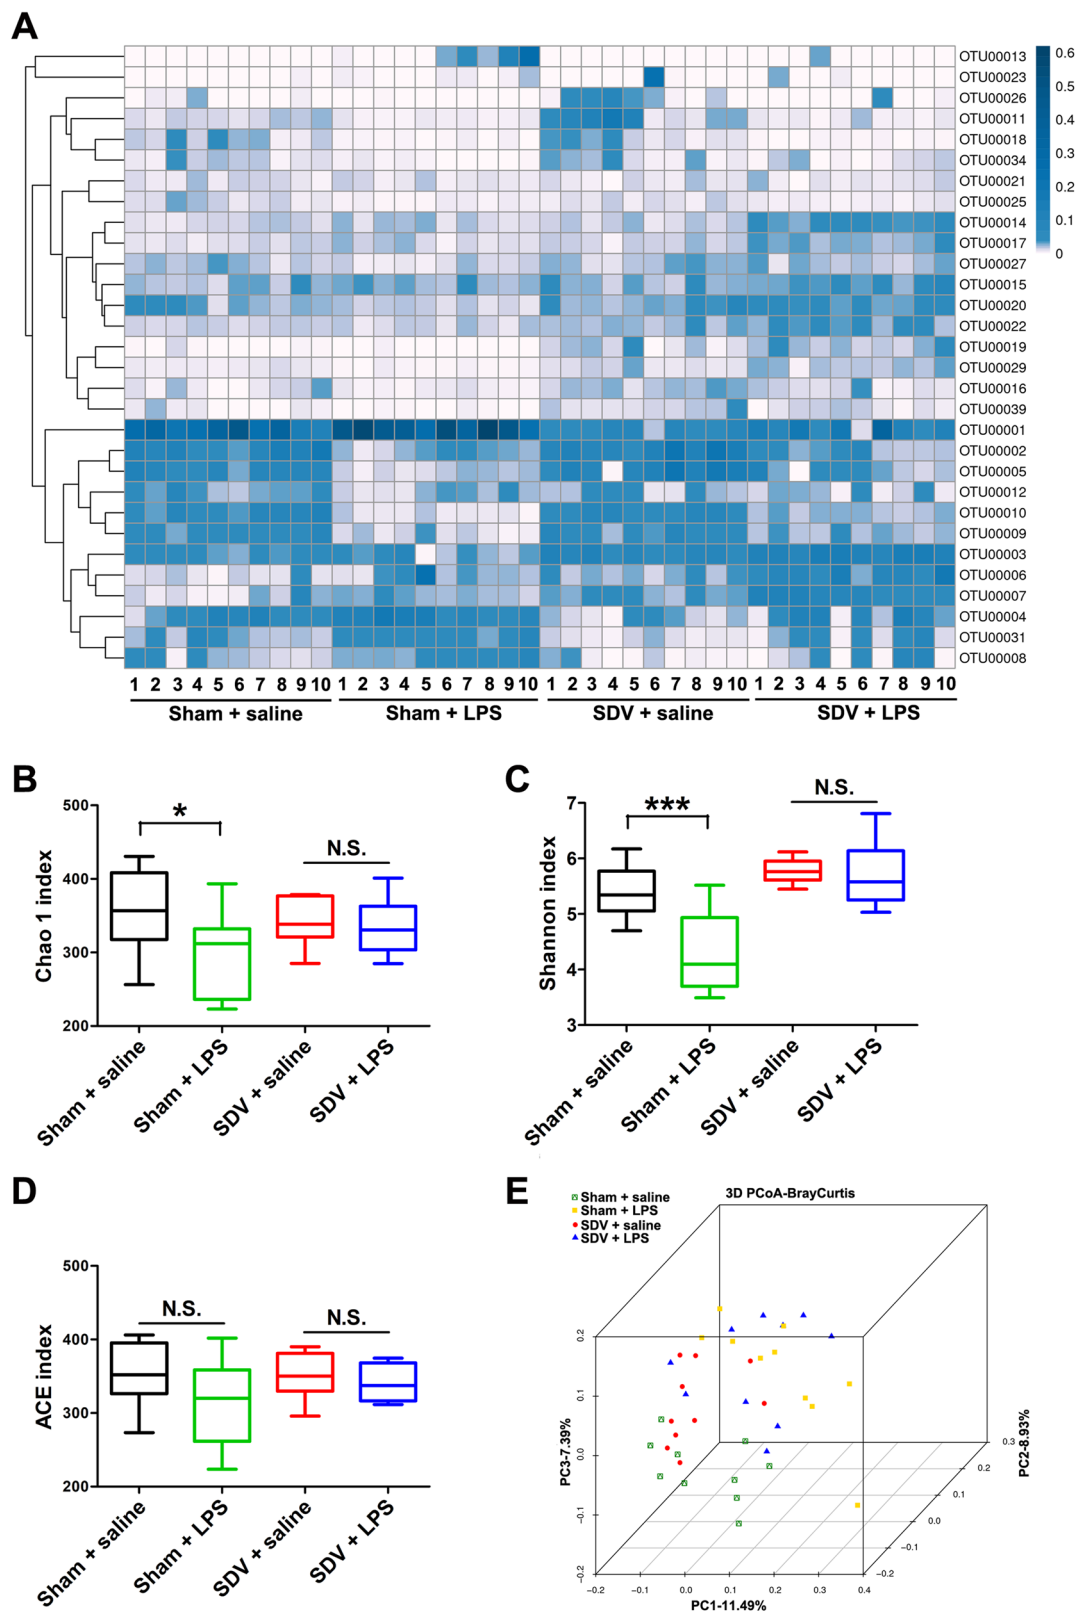 A
OTU00013
OTU00023
OTU00026
OTU00011
OTU00018
OTU00034
OTU00021
OTU00025
OTU00014
OTU00017
OTU00027
OTU00015
OTU00020
OTU00022
OTU00019
OTU00029
OTU00016
OTU00039
OTU00001
OTU00002
OTU00005
OTU00012
OTU00010
OTU00009
OTU00003
OTU00006
OTU00007
OTU00004
OTU00031
OTU00008
0.6
0.5
0.4
0.3
0.2
0.1
0
1 2 3 4 5 6 7 8 9 10 1 2 3 4 5 6 7 8 9 10 1 2 3 4 5 6 7 8 9 10 1 2 3 4 5 6 7 8 9 10
Sham + saline Sham + LPS SDV + saline SDV + LPS
B
Chao 1 index
500
400
300
200
*
N.S.
Sham + saline
Sham + LPS
SDV + saline
SDV + LPS
C
Shannon index
7
6
5
4
3
***
N.S.
Sham + saline
Sham + LPS
SDV + saline
SDV + LPS
D
ACE index
500
400
300
200
N.S.
N.S.
Sham + saline
Sham + LPS
SDV + saline
SDV + LPS
E
Sham + saline
Sham + LPS
SDV + saline
SDV + LPS
3D PCoA-BrayCurtis
PC3-7.39%
0.2
0.1
0.0
-0.1
-0.2
-0.2 -0.1 0.0 0.1 0.2 0.3 0.4
PC1-11.49%
0.3
0.2
0.1
0.0
-0.1
-0.2
PC2-8.93%